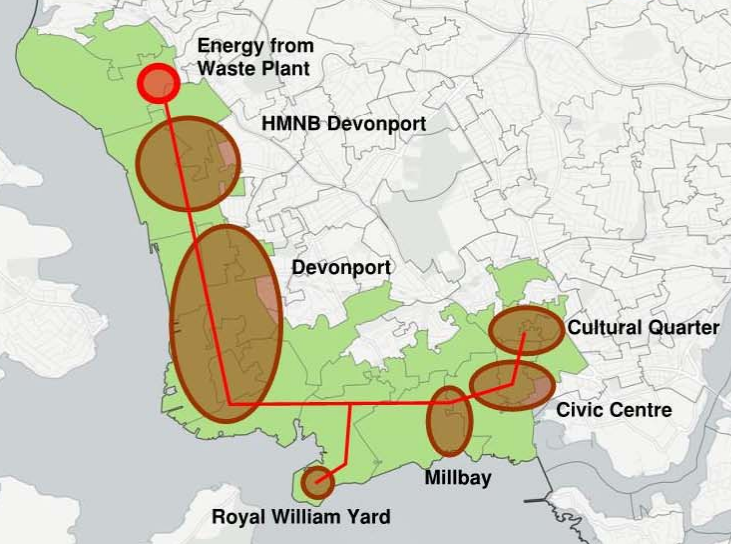 Energy from
Waste Plant
HMNB Devonport
Devonport
Cultural Quarter
Civic Centre
Millbay
Royal William Yard